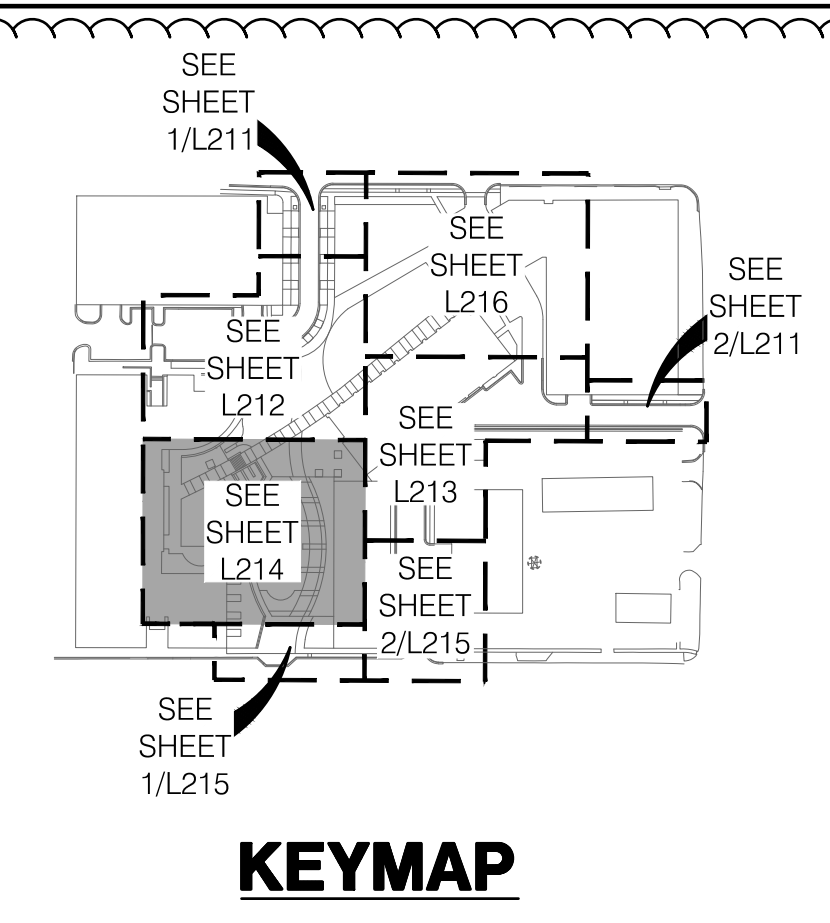 SEE
SHEET
1/L211
SEE
SHEET
L216
SEE
SHEET
2/L211
SEE
SHEET
L212
SEE
SHEET
L213
SEE
SHEET
L214
SEE
SHEET
2/L215
SEE
SHEET
1/L215
KEYMAP